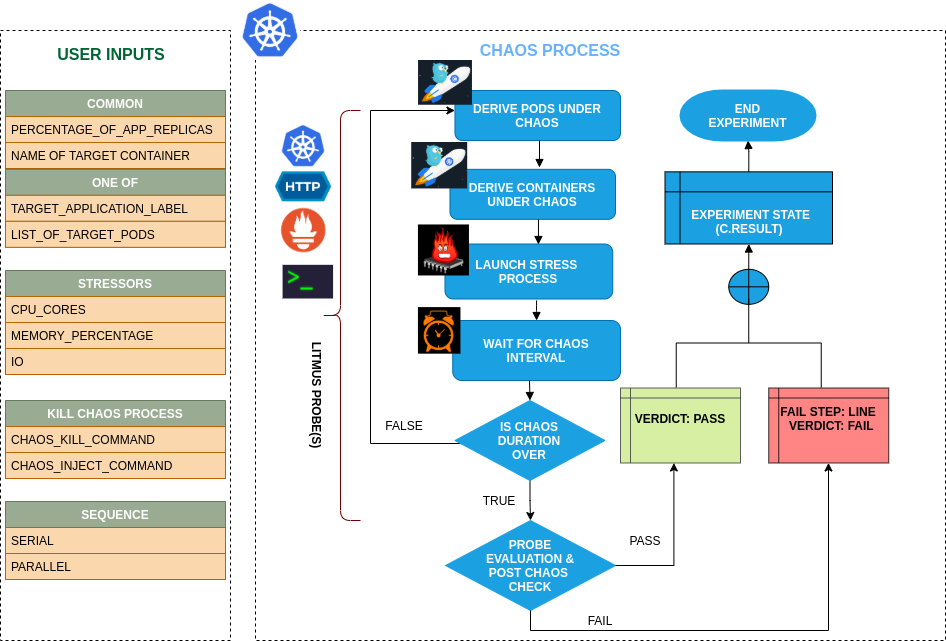 USER INPUTS
COMMON
PERCENTAGE_OF_APP_REPLICAS
NAME OF TARGET CONTAINER
ONE OF
TARGET_APPLICATION_LABEL
LIST_OF_TARGET_PODS
STRESSORS
CPU_CORES
MEMORY_PERCENTAGE
IO
KILL CHAOS PROCESS
CHAOS_KILL_COMMAND
CHAOS_INJECT_COMMAND
SEQUENCE
SERIAL
PARALLEL
CHAOS PROCESS
HTTP
>_
LITMUS PROBE(S)
DERIVE PODS UNDER
CHAOS
DERIVE CONTAINERS
UNDER CHAOS
LAUNCH STRESS
PROCESS
WAIT FOR CHAOS
INTERVAL
IS CHAOS
DURATION
OVER
FALSE
TRUE
PROBE
EVALUATION &
POST CHAOS
CHECK
PASS
FAIL
VERDICT: PASS
FAIL STEP: LINE
VERDICT: FAIL
EXPERIMENT STATE
(C.RESULT)
END
EXPERIMENT